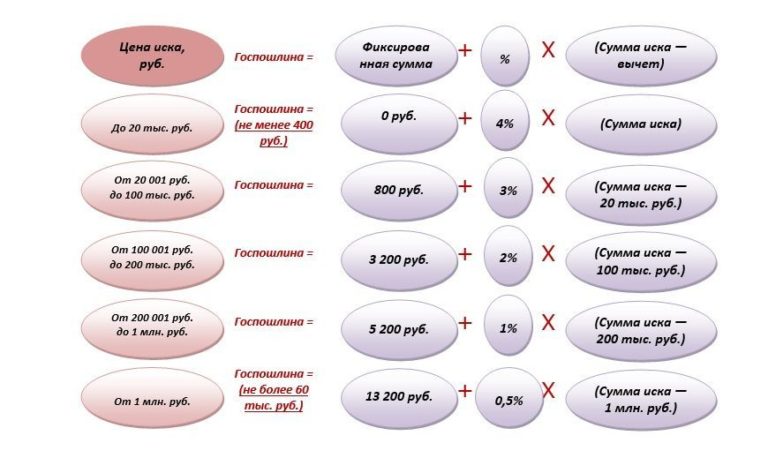 Цена иска,
руб.
Госпошлина =
Фиксирова
нная сумма
+
%
X
(Сумма иска —
вычет)
До 20 тыс. руб.
Госпошлина =
(не менее 400
руб.)
0 руб.
+
4%
X
(Сумма иска)
От 20 001 руб.
до 100 тыс. руб.
Госпошлина =
800 руб.
+
3%
X
(Сумма иска —
20 тыс. руб.)
От 100 001 руб.
до 200 тыс. руб.
Госпошлина =
3 200 руб.
+
2%
X
(Сумма иска —
100 тыс. руб.)
От 200 001 руб.
до 1 млн. руб.
Госпошлина =
5 200 руб.
+
1%
X
(Сумма иска —
200 тыс. руб.)
От 1 млн. руб.
Госпошлина =
(не более 60
тыс. руб.)
13 200 руб.
+
0,5%
X
(Сумма иска —
1 млн. руб.)